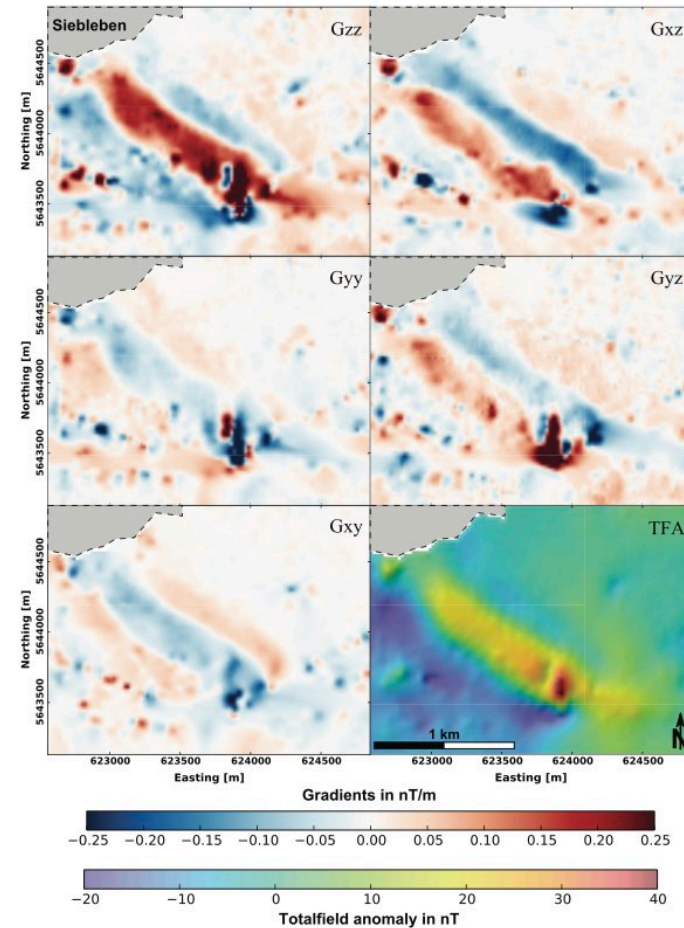 Siebleben
Gzz
Gxz
Northing [m]
5644500
5644000
5643500
Gyy
Gyz
Northing [m]
5644500
5644000
5643500
Gxy
TFA
Northing [m]
5644500
5644000
5643500
1 km
N
623000 623500 624000 624500
623000 623500 624000 624500
Easting [m]
Easting [m]
Gradients in nT/m
−0.25 −0.20 −0.15 −0.10 −0.05 0.00 0.05 0.10 0.15 0.20 0.25
−20 −10 0 10 20 30 40
Totalfield anomaly in nT